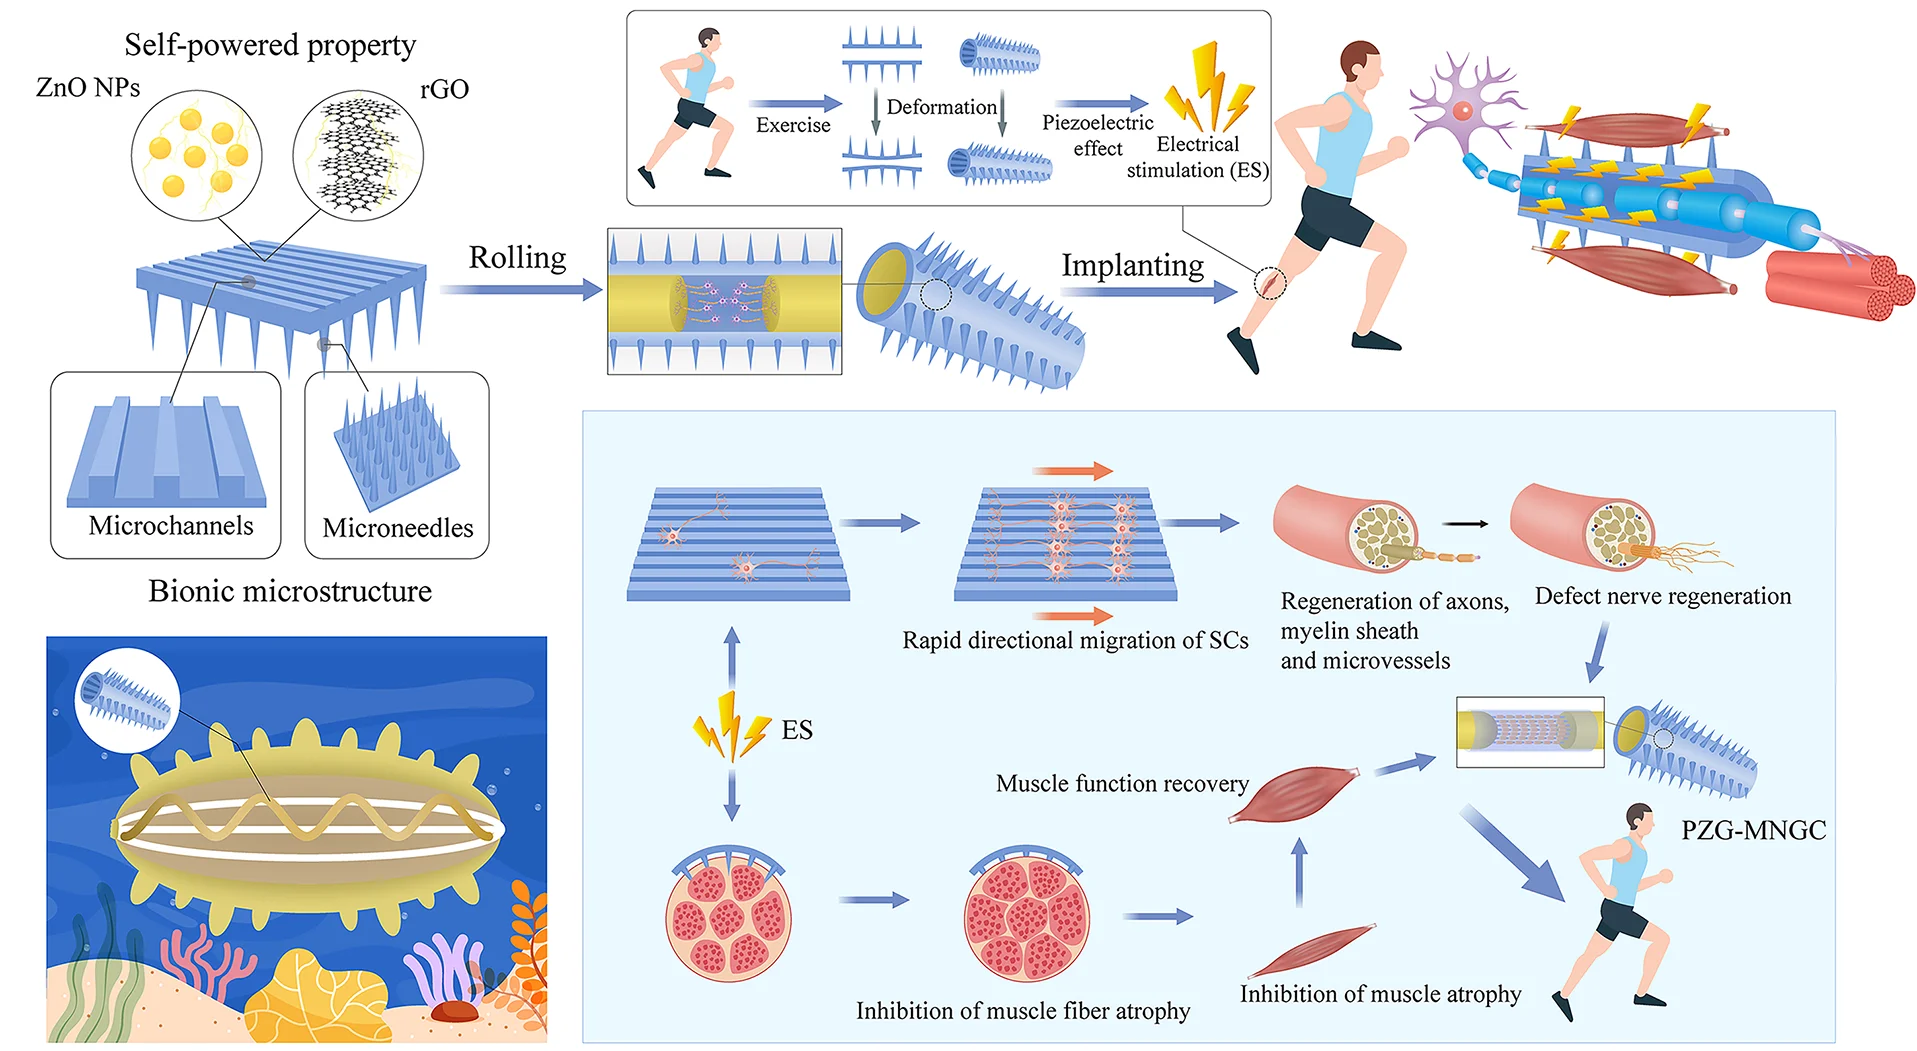 Self-powered property
ZnO NPs
rGO
Microchannels
Microneedles
Bionic microstructure
Rolling
Exercise
Deformation
Piezoelectric
effect
Electrical
stimulation (ES)
Implanting
Rapid directional migration of SCs
Regeneration of axons,
myelin sheath
and microvessels
Defect nerve regeneration
ES
Muscle function recovery
PZG-MNGC
Inhibition of muscle fiber atrophy
Inhibition of muscle atrophy